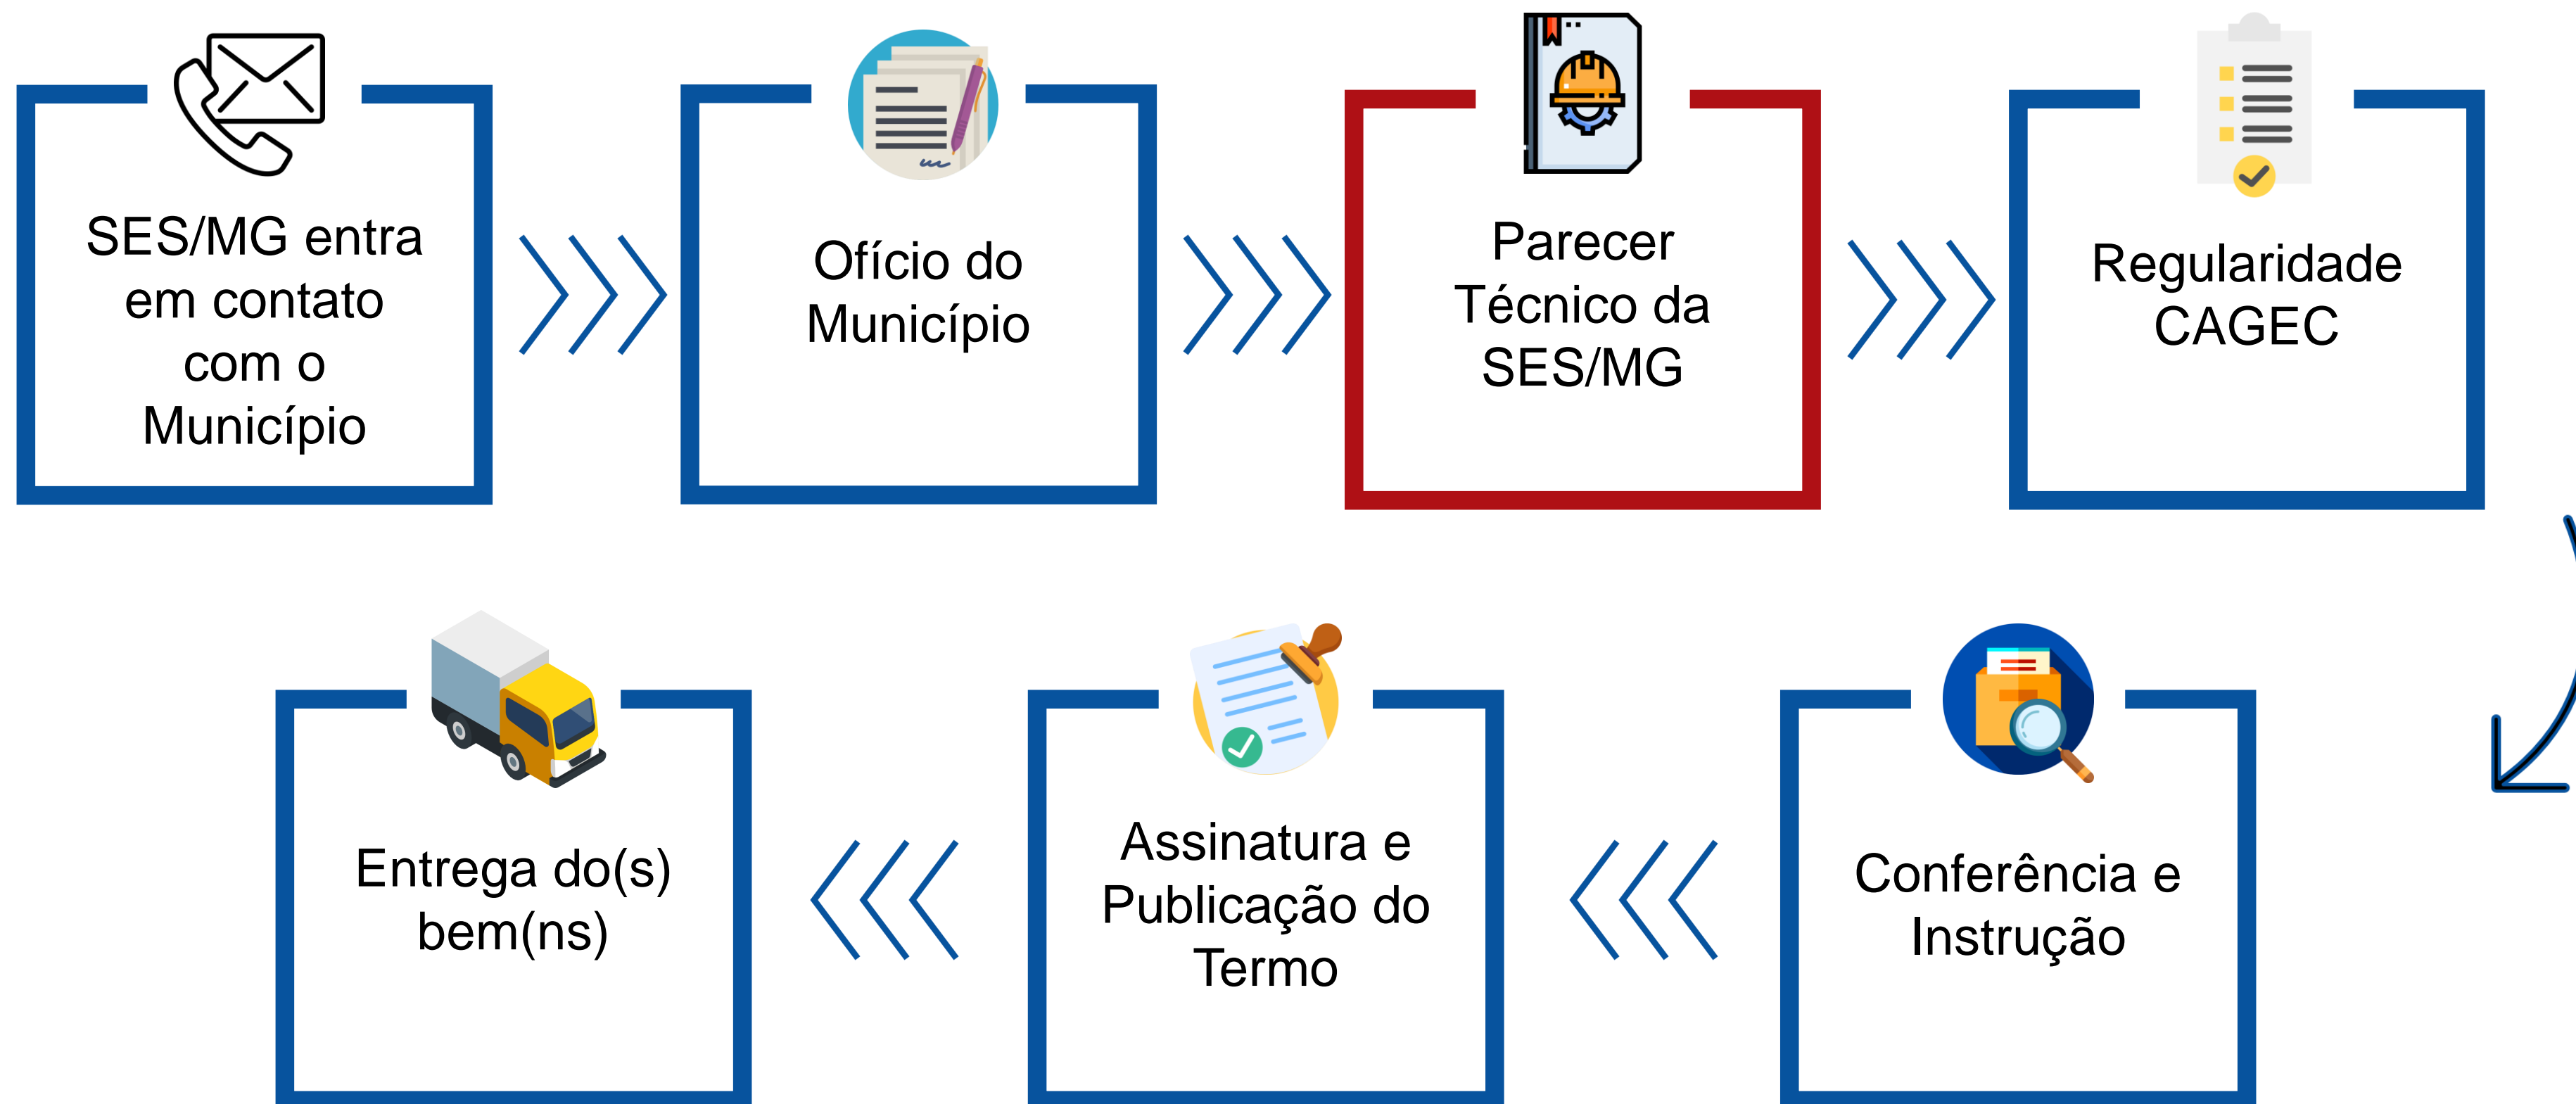 SES/MG entra
em contato
com o
Município
Ofício do
Município
Parecer
Técnico da
SES/MG
Regularidade
CAGEC
Conferência e
Instrução
Assinatura e
Publicação do
Termo
Entrega do(s)
bem(ns)